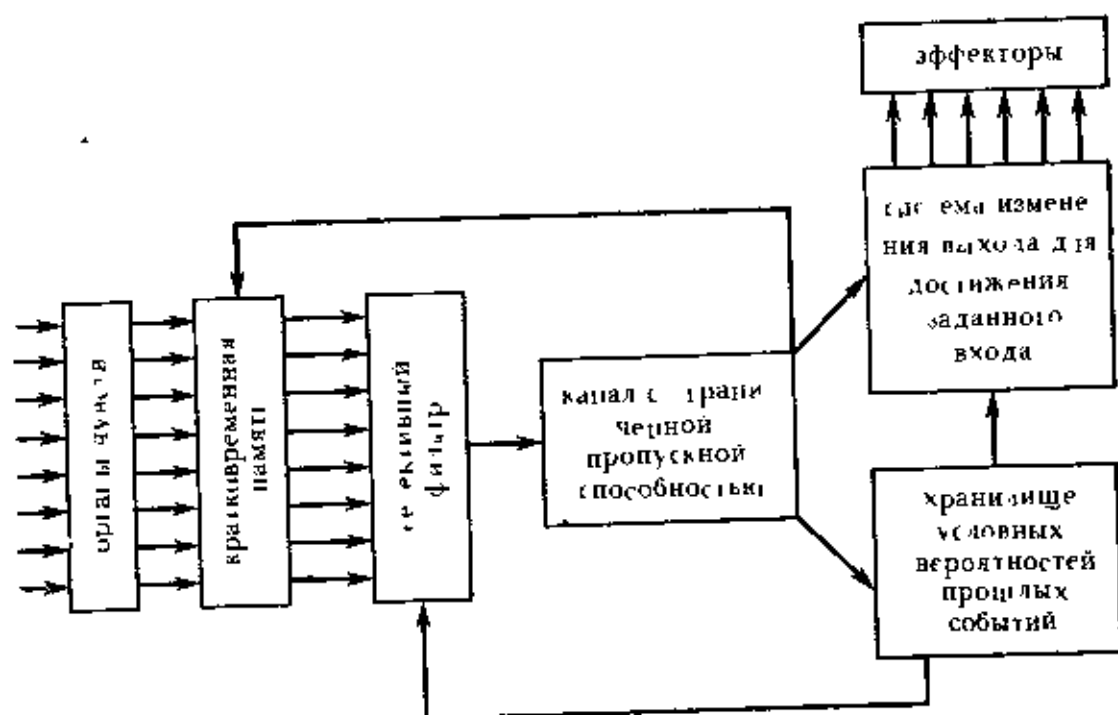 эффекторы
система измене
ния выхода для
достижения
заданного
входа
органы чувств
кратковременная
память
селективный
фильтр
канал с ограни
ченной
пропускной
способностью
хранилище
условных
вероятностей
прошлых
событий